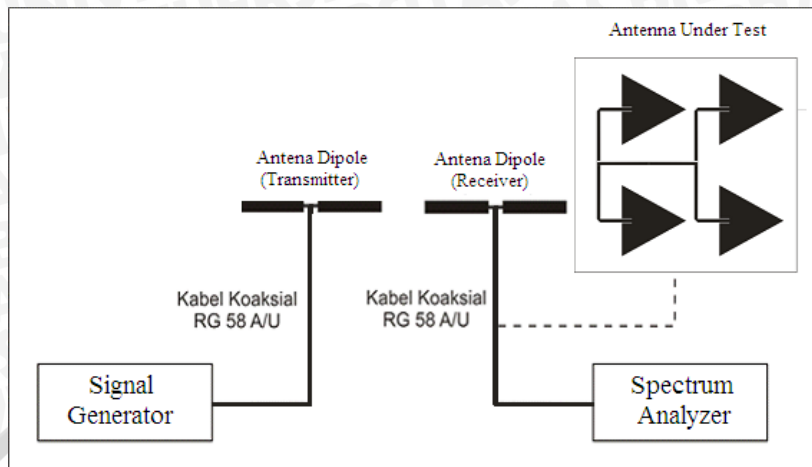 Antenna Under Test
Antena Dipole
(Transmitter)
Antena Dipole
(Receiver)
Kabel Koaksial
RG 58 A/U
Kabel Koaksial
RG 58 A/U
Signal
Generator
Spectrum
Analyzer